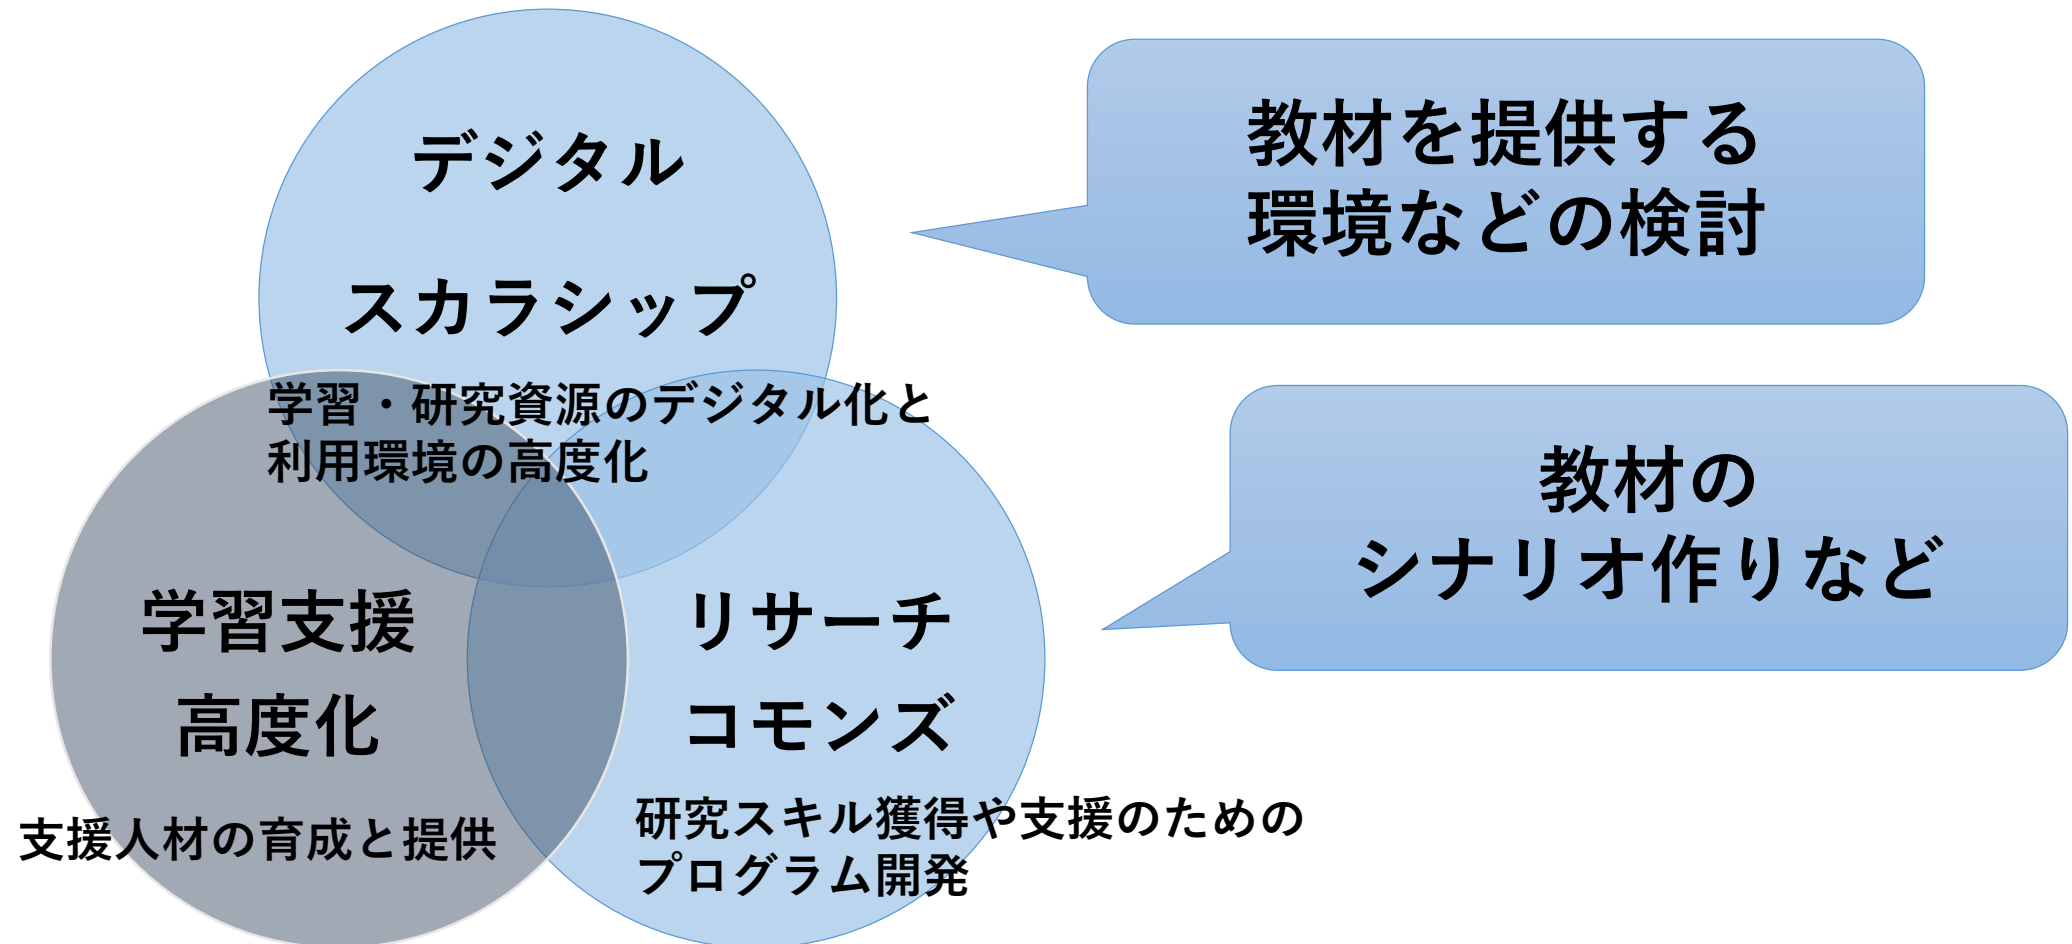 デジタル
スカラシップ
学習・研究資源のデジタル化と
利用環境の高度化
教材を提供する
環境などの検討
学習支援
高度化
支援人材の育成と提供
リサーチ
コモンズ
研究スキル獲得や支援のための
プログラム開発
教材の
シナリオ作りなど